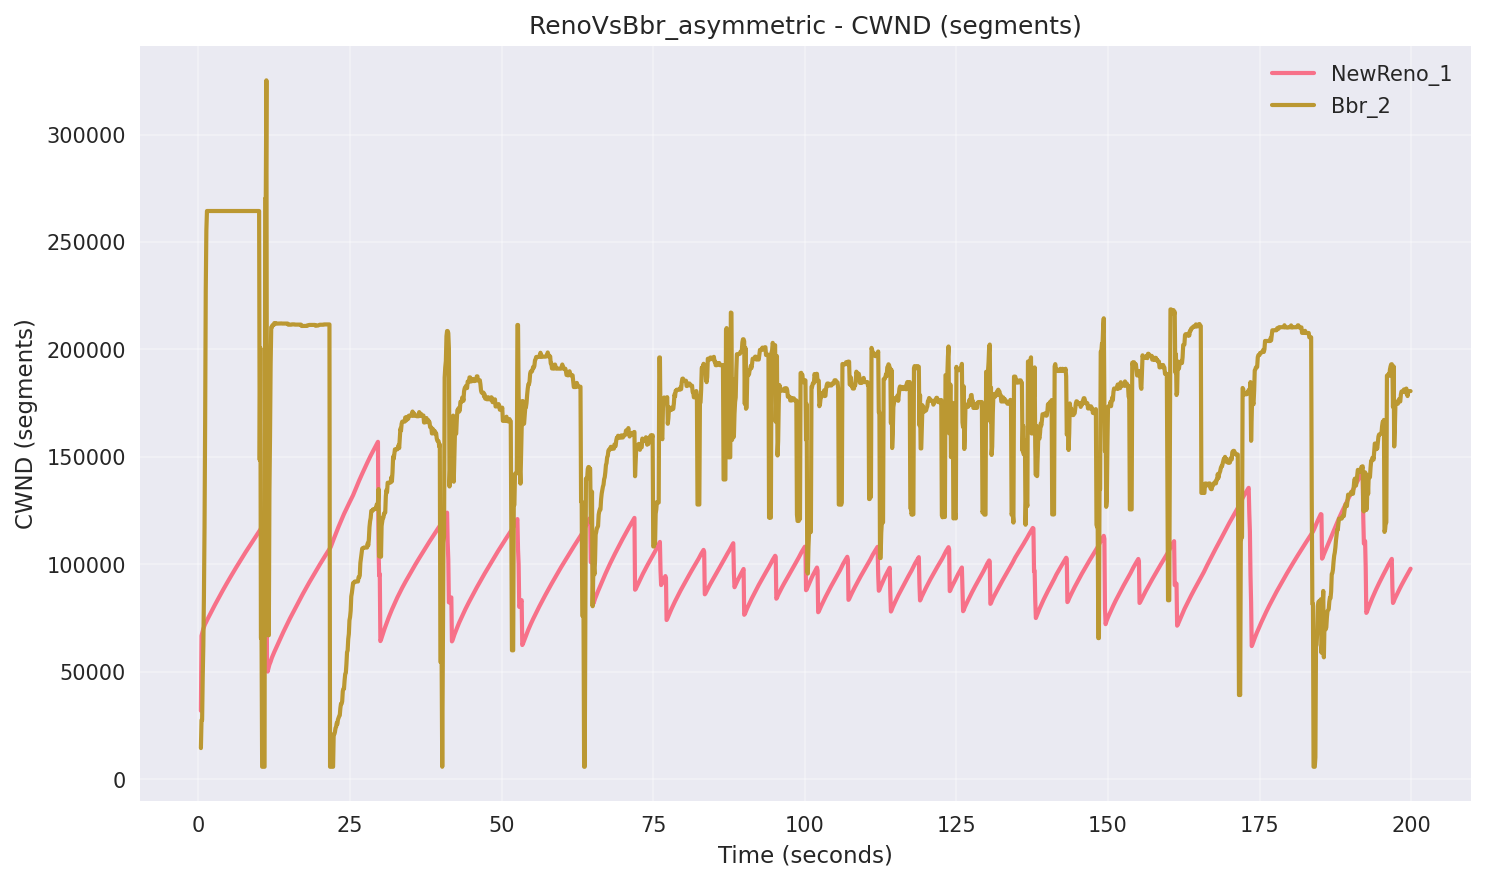 RenoVsBbr_asymmetric - CWND (segments)
NewReno_1
Bbr_2
CWND (segments)
300000
250000
200000
150000
100000
50000
0
0 25 50 75 100 125 150 175 200
Time (seconds)